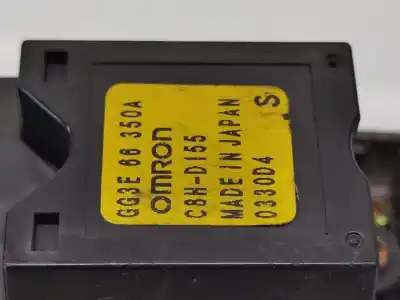 GG3E 66 350A
OMRON
C8H-D155
MADE IN JAPAN
0330D4 S